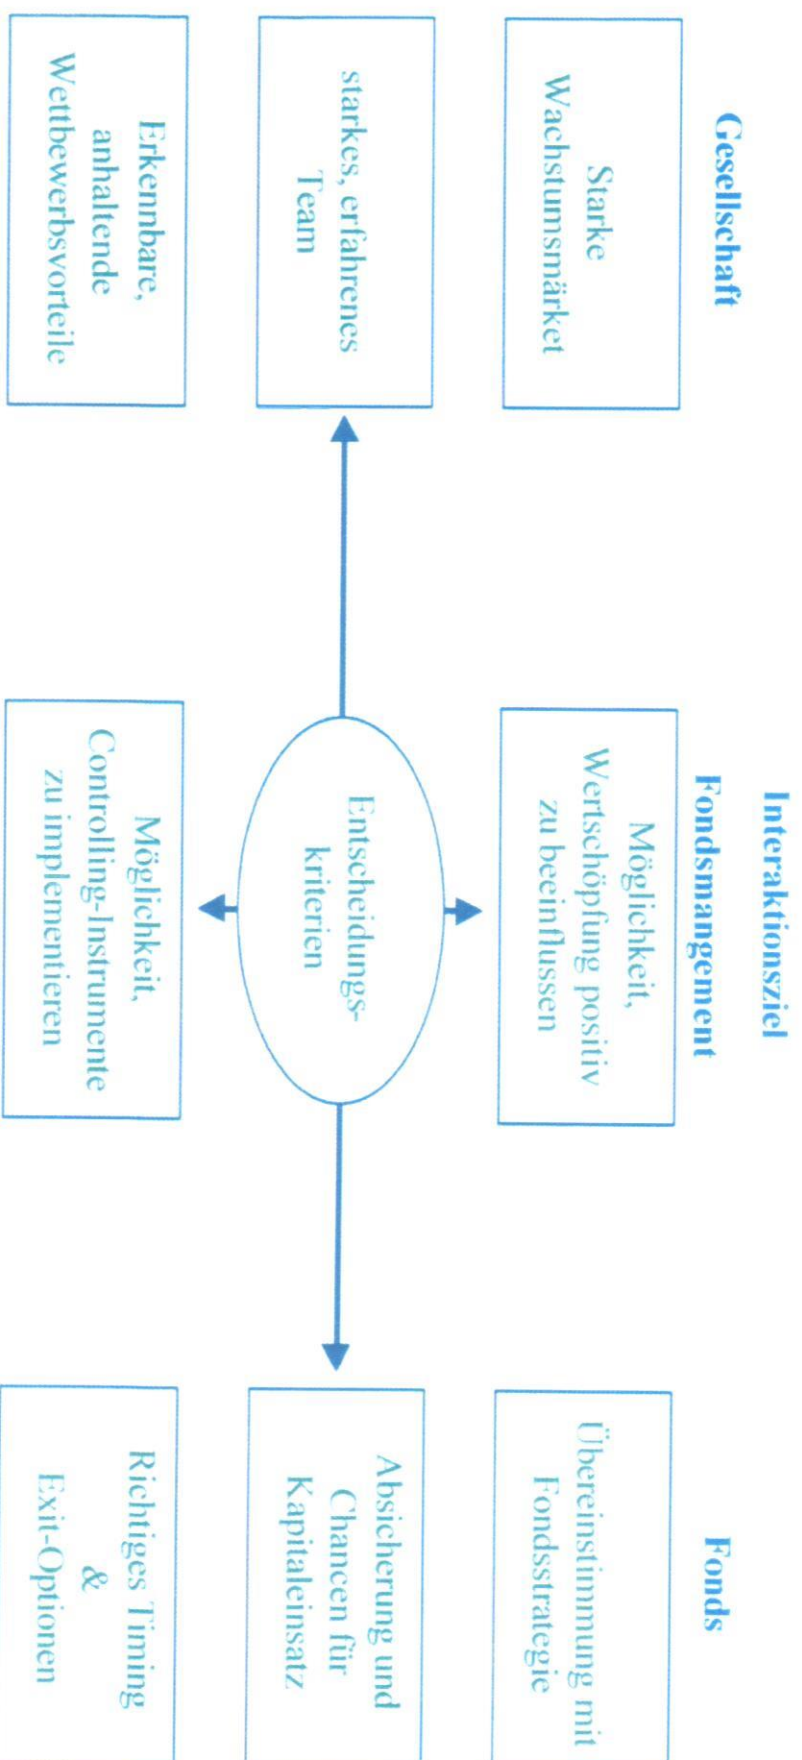 Interaktionsziel
Gesellschaft
Fondsmangement
Fonds
Starke
Wachstumsmärket
Möglichkeit,
Wertschöpfung positiv
zu beeinflussen
Übereinstimmung mit
Fondsstrategie
starkes, erfahrenes
Team
Entscheidungs-
kriterien
Absicherung und
Chancen für
Kapitaleinsatz
Erkennbare,
anhaltende
Wettbewerbsvorteile
Möglichkeit,
Controlling-Instrumente
zu implementieren
Richtiges Timing
&
Exit-Optionen